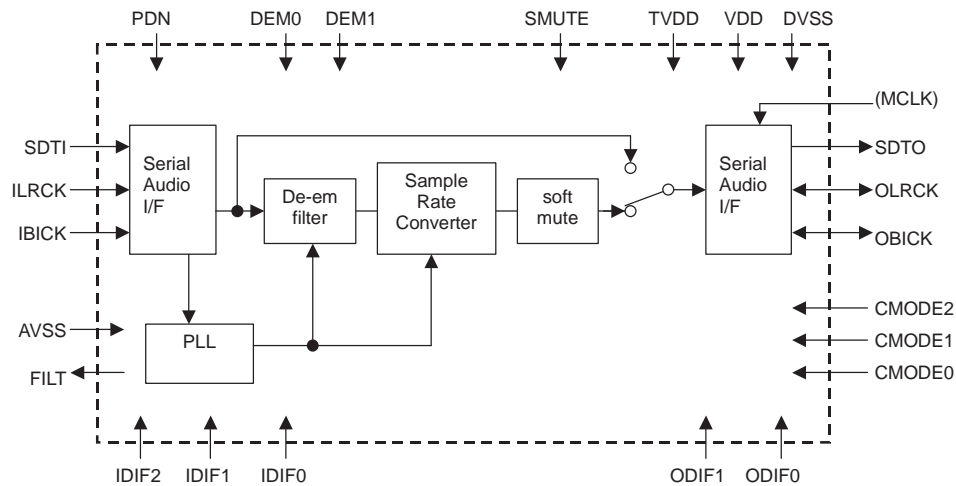 PDN DEM0 DEM1 SMUTE TVDD VDD DVSS
(MCLK)
SDTI
ILRCK
IBICK
Serial
Audio
I/F
De-em
filter
Sample
Rate
Converter
soft
mute
Serial
Audio
I/F
SDTO
OLRCK
OBICK
AVSS
FILT
PLL
CMODE2
CMODE1
CMODE0
IDIF2 IDIF1 IDIF0 ODIF1 ODIF0